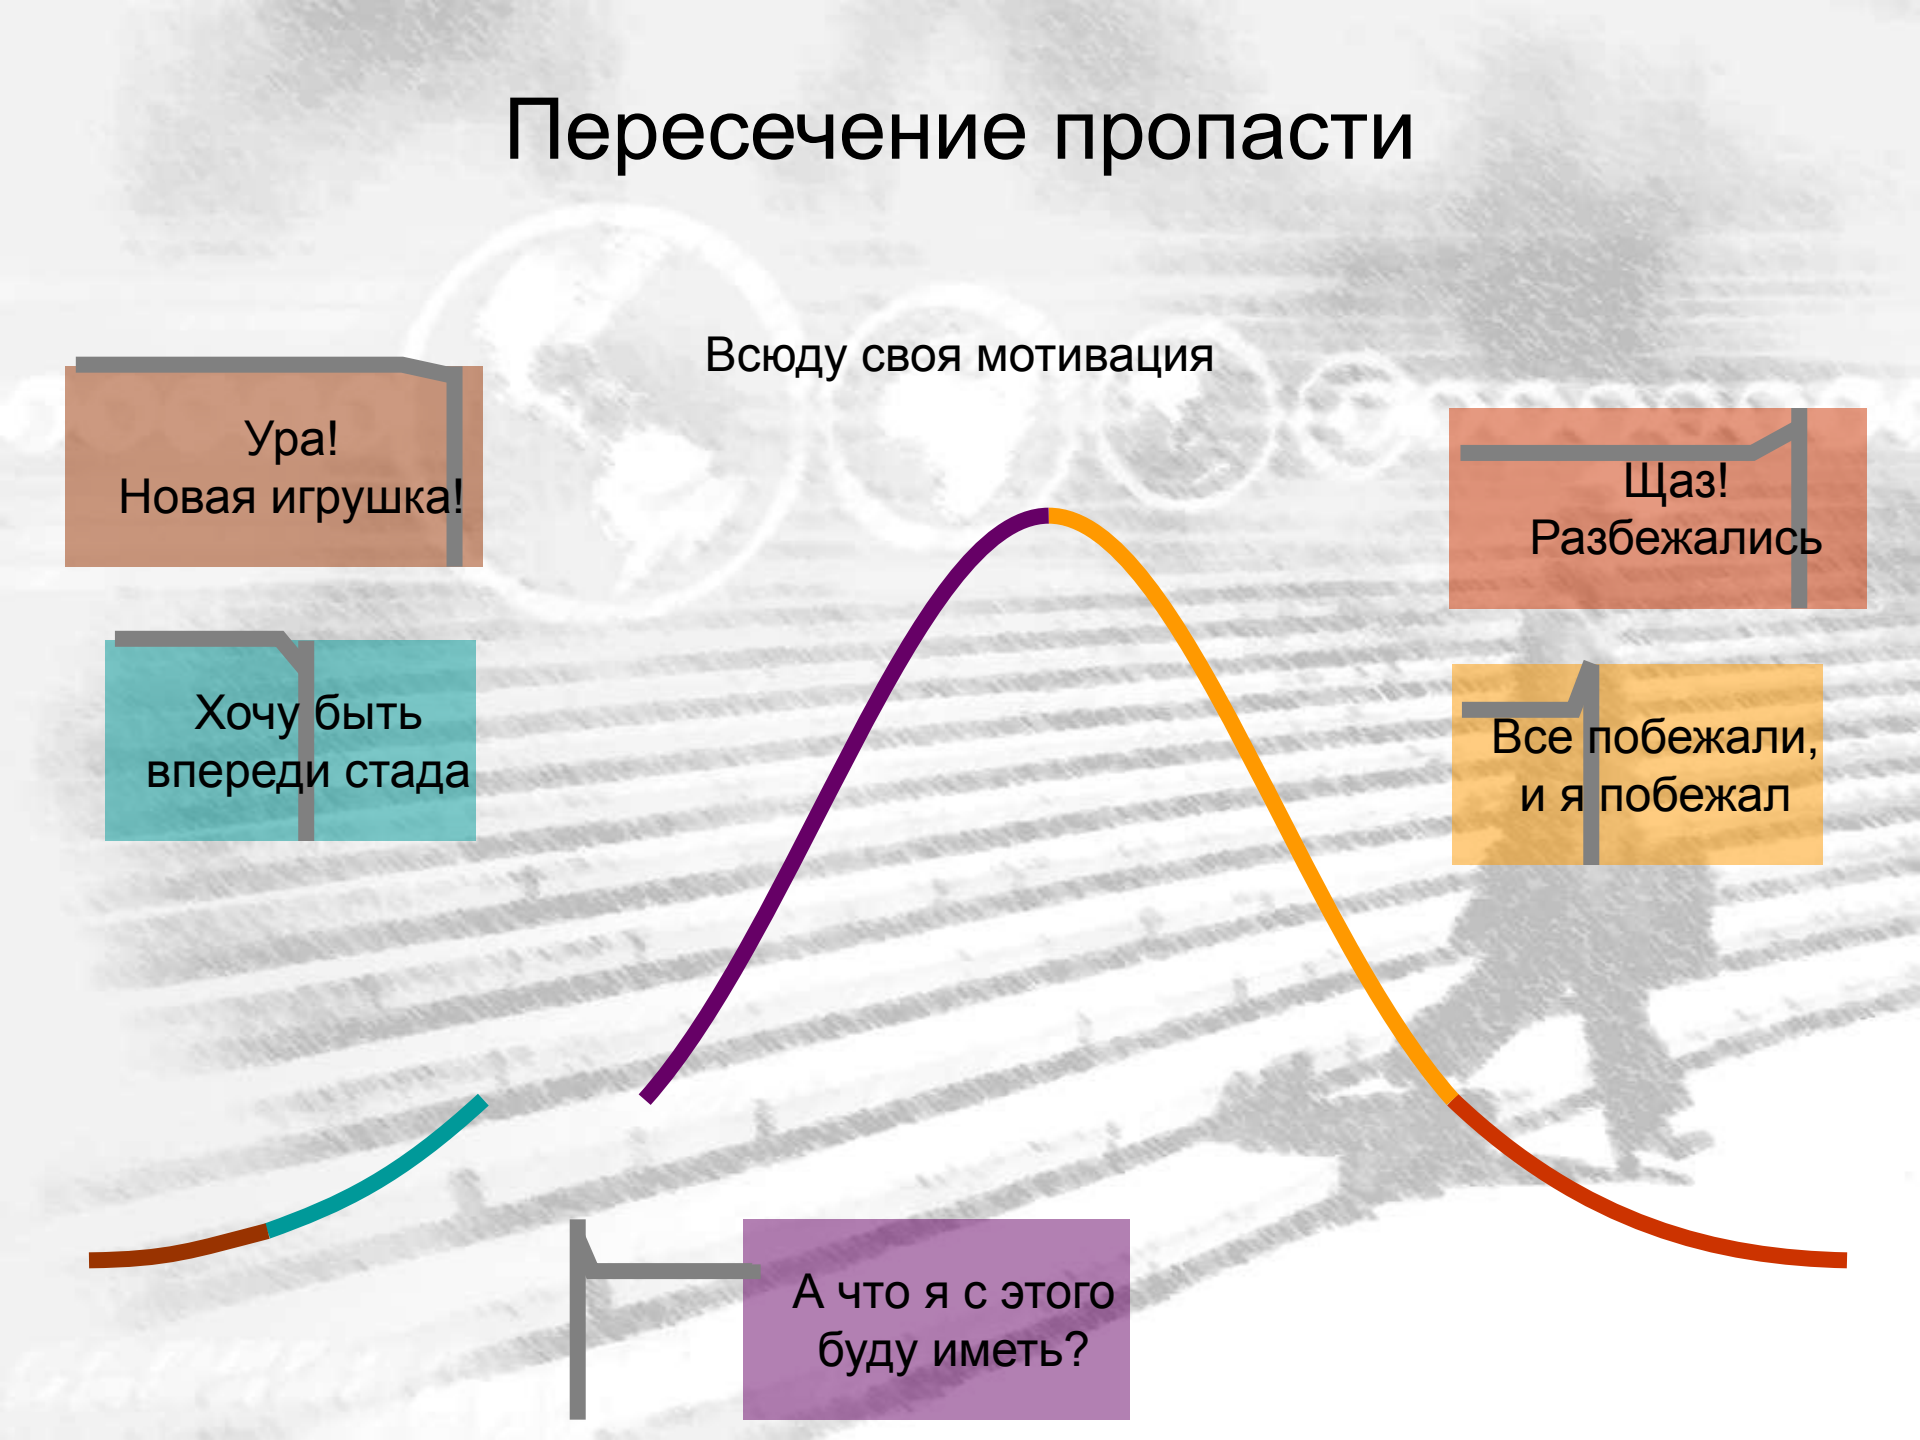 Пересечение пропасти
Всюду своя мотивация
Ура!
Новая игрушка!
Щаз!
Разбежались
Хочу быть
впереди стада
Все побежали,
и я побежал
А что я с этого
буду иметь?